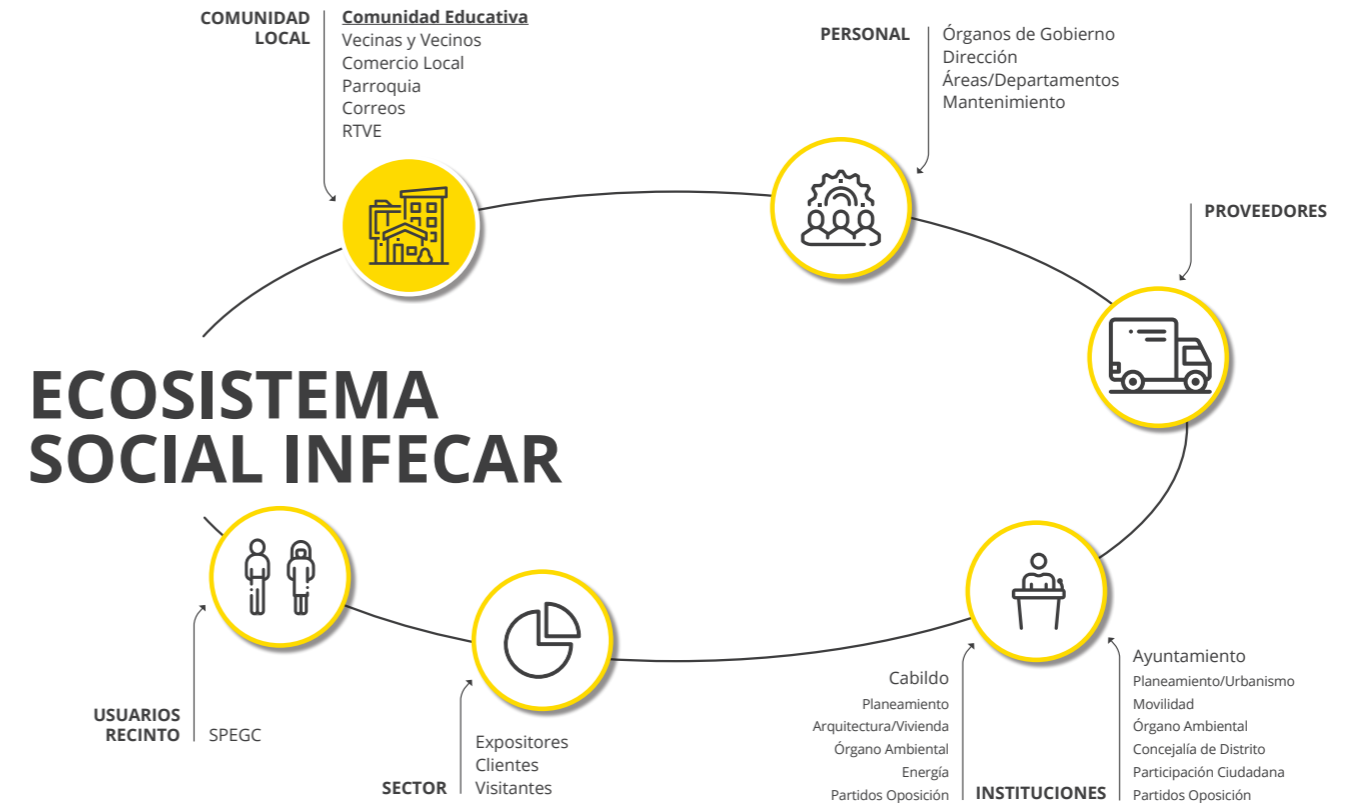 COMUNIDAD
LOCAL
Comunidad Educativa
Vecinas y Vecinos
Comercio Local
Parroquia
Correos
RTVE
PERSONAL
Órganos de Gobierno
Dirección
Áreas/Departamentos
Mantenimiento
PROVEEDORES
ECOSISTEMA
SOCIAL INFECAR
USUARIOS
RECINTO
SPEGC
SECTOR
Expositores
Clientes
Visitantes
INSTITUCIONES
Cabildo
Planeamiento
Arquitectura/Vivienda
Órgano Ambiental
Energía
Partidos Oposición
Ayuntamiento
Planeamiento/Urbanismo
Movilidad
Órgano Ambiental
Concejalía de Distrito
Participación Ciudadana
Partidos Oposición